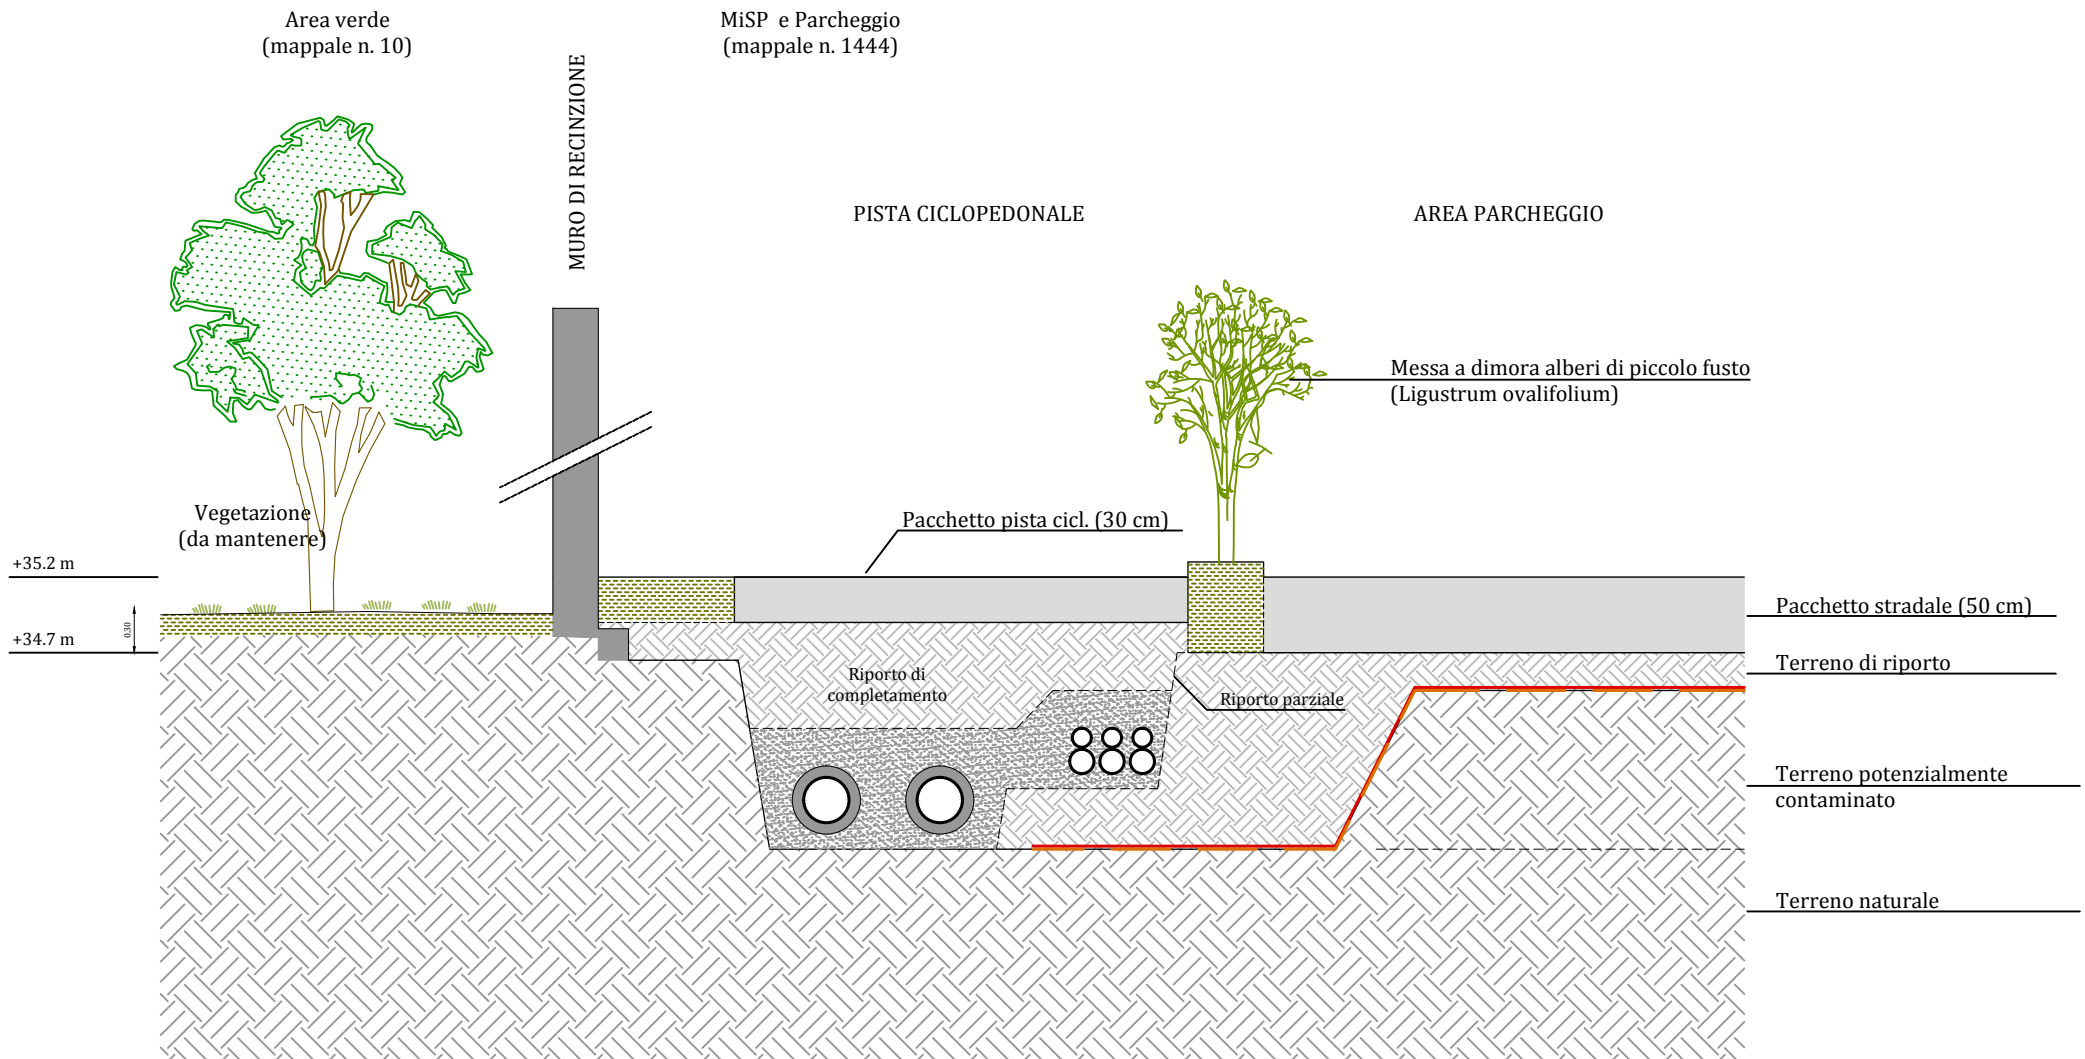 Area verde
(mappale n. 10)
MiSP e Parcheggio
(mappale n. 1444)
MURO DI RECINZIONE
PISTA CICLOPEDONALE
AREA PARCHEGGIO
Messa a dimora alberi di piccolo fusto
(Ligustrum ovalifolium)
Vegetazione
(da mantenere)
Pacchetto pista cicl. (30 cm)
+35.2 m
0.30
+34.7 m
Pacchetto stradale (50 cm)
Terreno di riporto
Riporto di
completamento
Riporto parziale
Terreno potenzialmente
contaminato
Terreno naturale